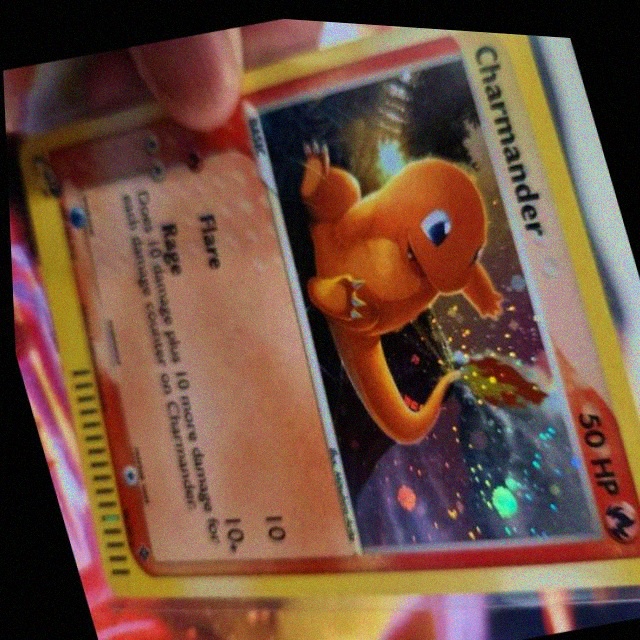 Charmander
50 HP
BASIC
Flare
10
Rage
10+
Does 10 damage plus 10 more damage for
each damage counter on Charmander.